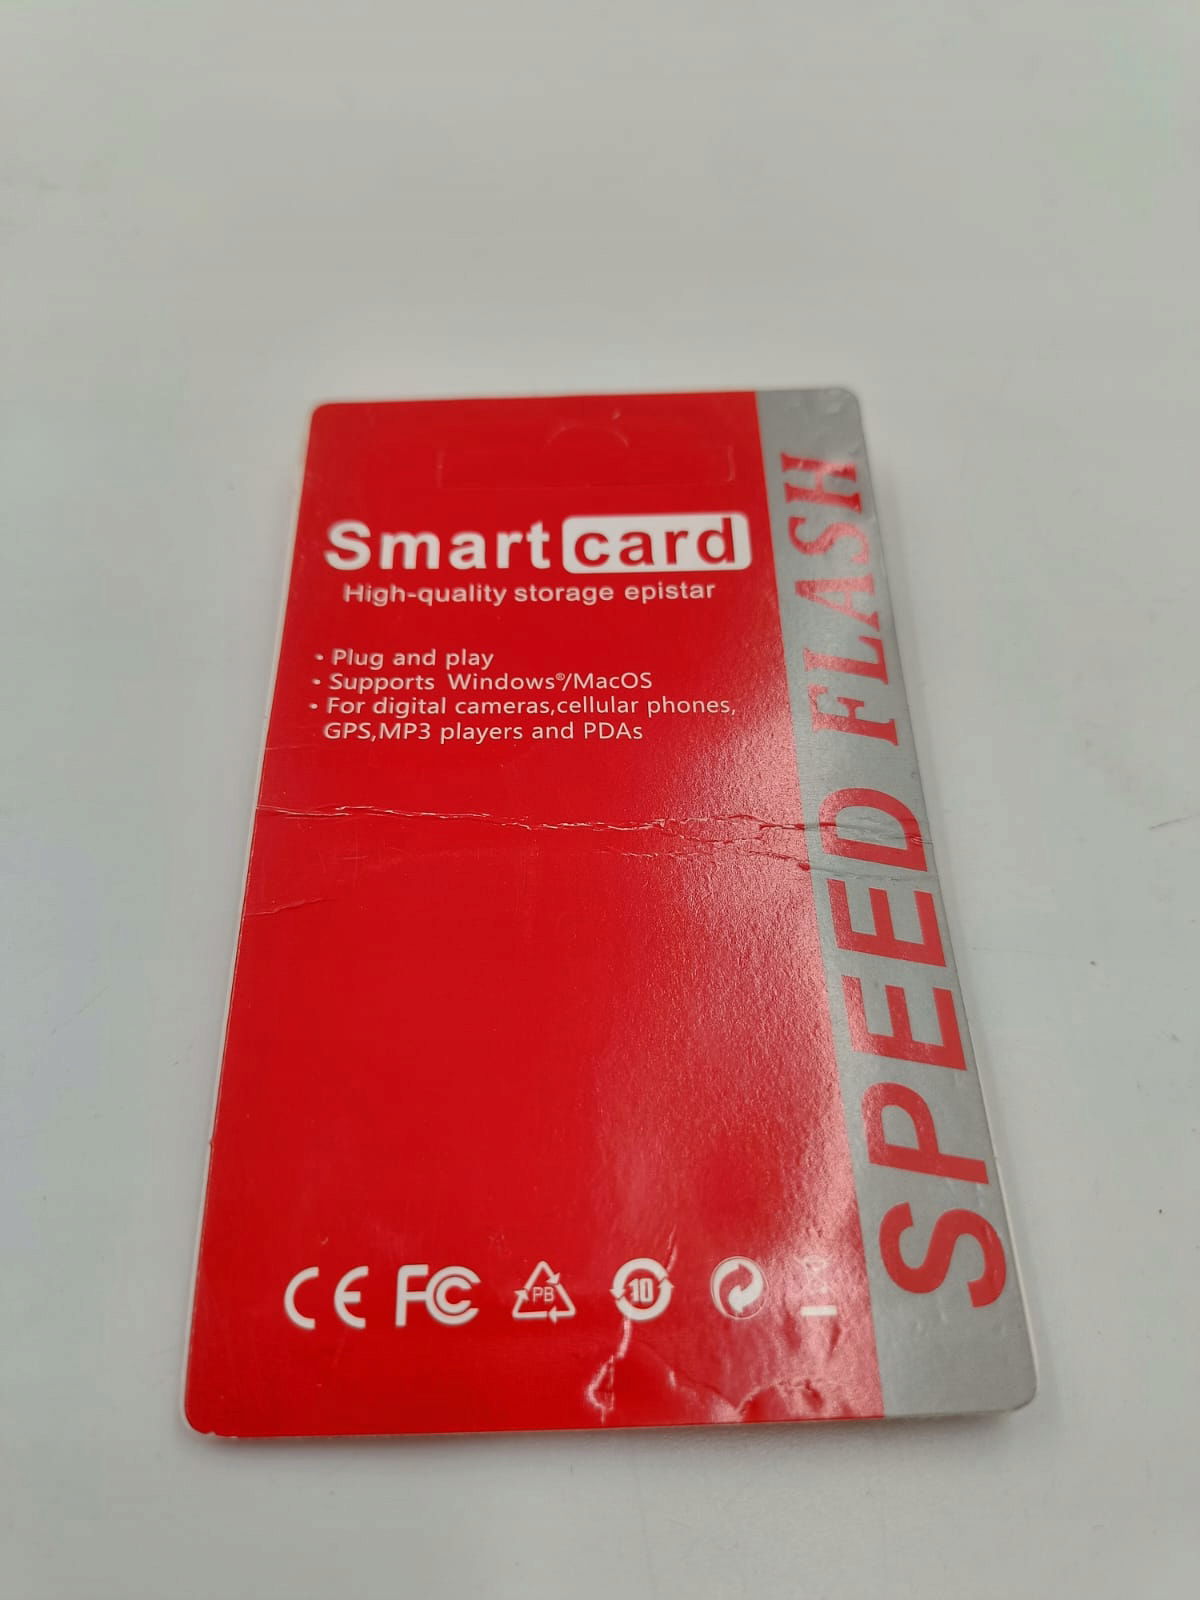 Smart card
High-quality storage epistar
• Plug and play
• Supports Windows®/MacOS
• For digital cameras,cellular phones,
GPS,MP3 players and PDAs
SPEED FLASH
CE FC PB 10